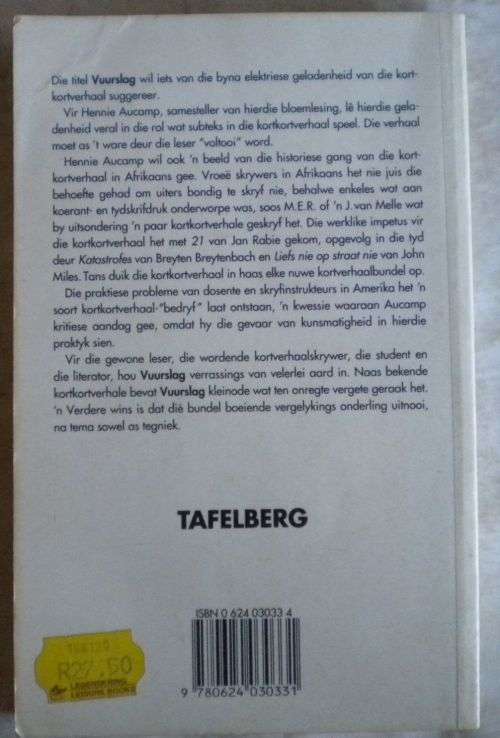 Die titel Vuurslag wil iets van die byna elektriese gelaaidenheid van die kort-
kortverhaal suggereer.
Vir Hennie Aucamp, samesteller van hierdie bloemlesing, lê hierdie gela-
denheid veral in die rol wat subteks in die kortkortverhaal speel. Die verhaal
moet as 't ware deur die leser "voltooi" word.
Hennie Aucamp wil ook 'n beeld van die historiese gang van die kort-
kortverhaal in Afrikaans gee. Vroeë skrywers in Afrikaans het nie juis die
behoefte gehad om uiters bondig te skryf nie, behalwe enkeles wat aan
koerant- en tydskrifdruk onderworpe was, soos M.E.R. of 'n J. van Melle wat
by uitsondering 'n paar kortkortverhale geskryf het. Die werklike impetus vir
die kortkortverhaal het met 21 van Jan Rabie gekom, opgevolg in die tyd
deur Katastrofes van Breyten Breytenbach en Liefs nie op straat nie van John
Miles. Tans duik die kortkortverhaal in haas elke nuwe kortverhaalbundel op.
Die praktiese probleme van dosente en skryfinstrukteurs in Amerika het 'n
soort kortkortverhaal-"bedryf" laat ontstaan, 'n kwessie waaraan Aucamp
kritiese aandag gee, omdat hy die gevaar van kunsmatigheid in hierdie
praktyk sien.
Vir die gewone leser, die wordende kortverhaalskrywer, die student en
die literator, hou Vuurslag verrassings van velerlei aard in. Naas bekende
kortkortverhale bevat Vuurslag kleinode wat ten onregte vergete geraak het.
'n Verdere wins is dat dié bundel boeiende vergelykings onderling uitnooi,
na tema sowel as tegniek.
TAFELBERG
ISBN 0 624 03033 4
R27.50
LEISURE BOOKS
9 780624 030331